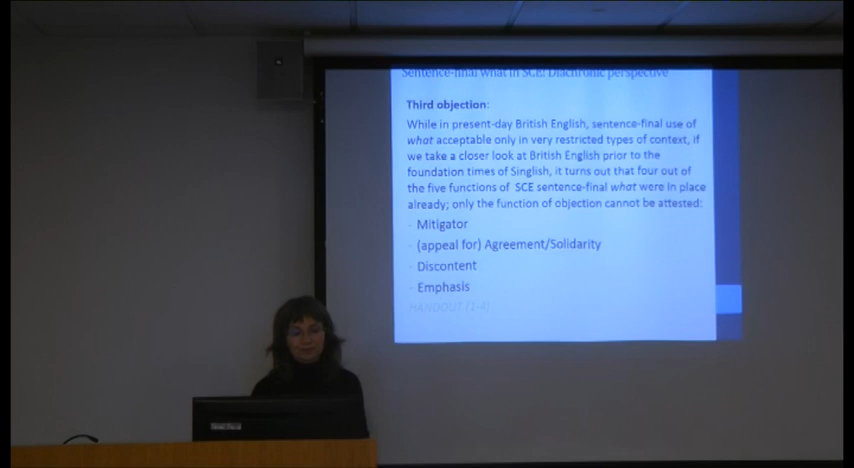 Sentence-final what in SCE: Diachronic perspective
Third objection:
While in present-day British English, sentence-final use of
what acceptable only in very restricted types of context, if
we take a closer look at British English prior to the
foundation times of Singlish, it turns out that four out of
the five functions of SCE sentence-final what were in place
already; only the function of objection cannot be attested:
- Mitigator
- (appeal for) Agreement/Solidarity
- Discontent
- Emphasis
HANDOUT (1-4)